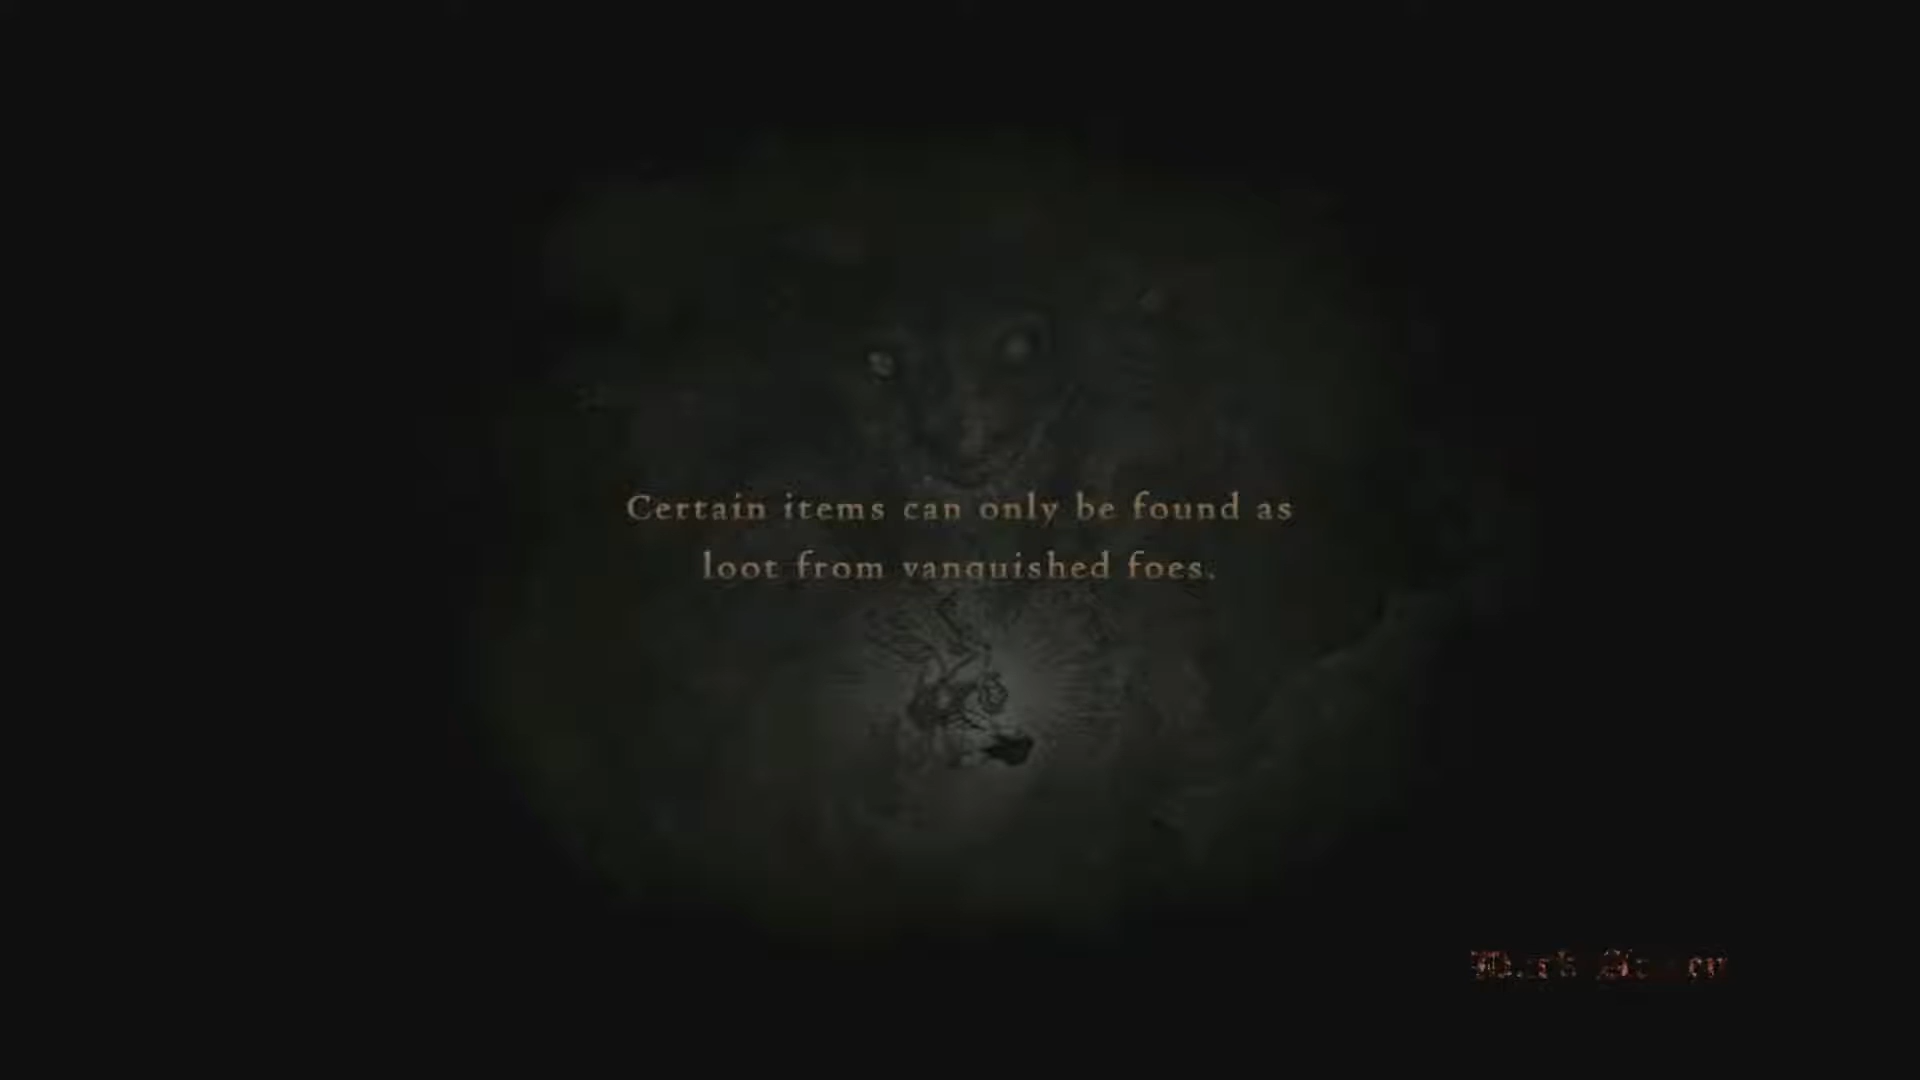 Certain items can only be found as
loot from vanquished foes.